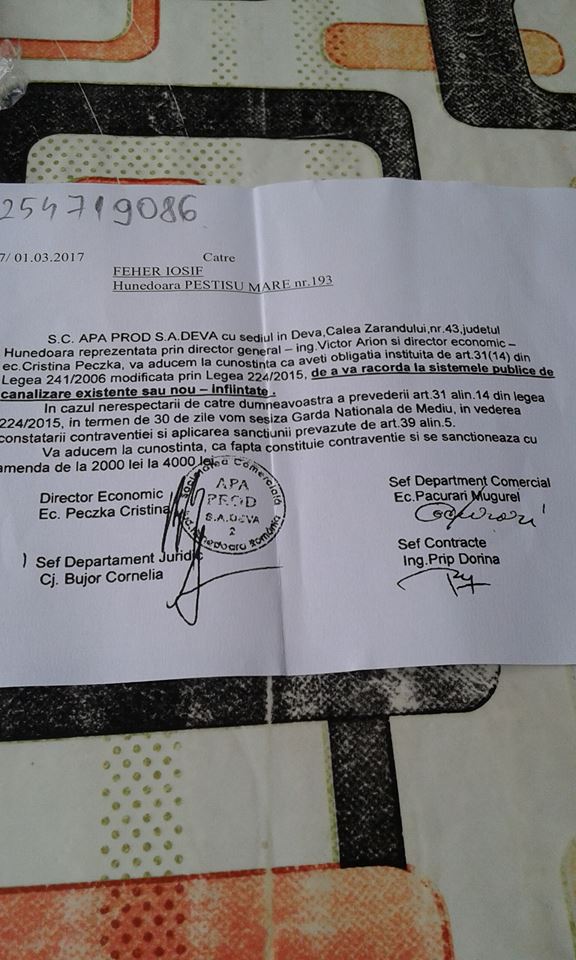 254719086
7/ 01.03.2017 Catre
FEHER IOSIF
Hunedoara PESTISU MARE nr.193
S.C. APA PROD S.A.DEVA cu sediul in Deva,Calea Zarandului,nr.43,judetul
Hunedoara reprezentata prin director general – ing.Victor Arion si director economic –
ec.Cristina Peczka, va aducem la cunostinta ca aveti obligatia instituita de art.31(14) din
Legea 241/2006 modificata prin Legea 224/2015, de a va racorda la sistemele publice de
canalizare existente sau nou – infiintate .
In cazul nerespectarii de catre dumneavoastra a prevederii art.31 alin.14 din legea
224/2015, in termen de 30 de zile vom sesiza Garda Nationala de Mediu, in vederea
constatarii contraventiei si aplicarea sanctiunii prevazute de art.39 alin.5.
Va aducem la cunostinta, ca fapta constituie contraventie si se sanctioneaza cu
amenda de la 2000 lei la 4000 lei
Director Economic
Ec. Peczka Cristina
Societatea Comerciala
APA
PROD
S.A.DEVA
2
Hunedoara România
Sef Departament Juridic
Cj. Bujor Cornelia
Sef Department Comercial
Ec.Pacurari Mugurel
Sef Contracte
Ing.Prip Dorina